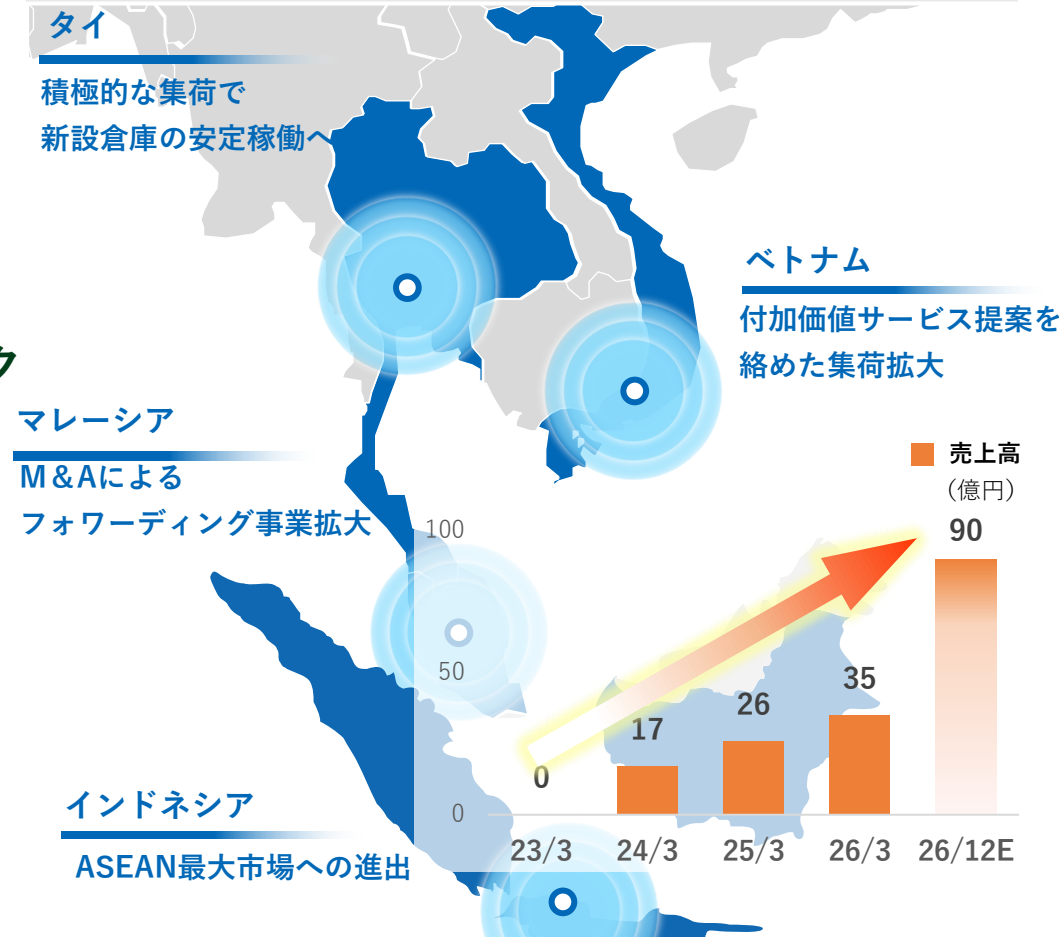 タイ
積極的な集荷で
新設倉庫の安定稼働へ
ベトナム
付加価値サービス提案を
絡めた集荷拡大
ク
マレーシア
M&Aによる
フォワーディング事業拡大
売上高
(億円)
100
50
0
0
17
26
35
90
23/3 24/3 25/3 26/3 26/12E
インドネシア
ASEAN最大市場への進出